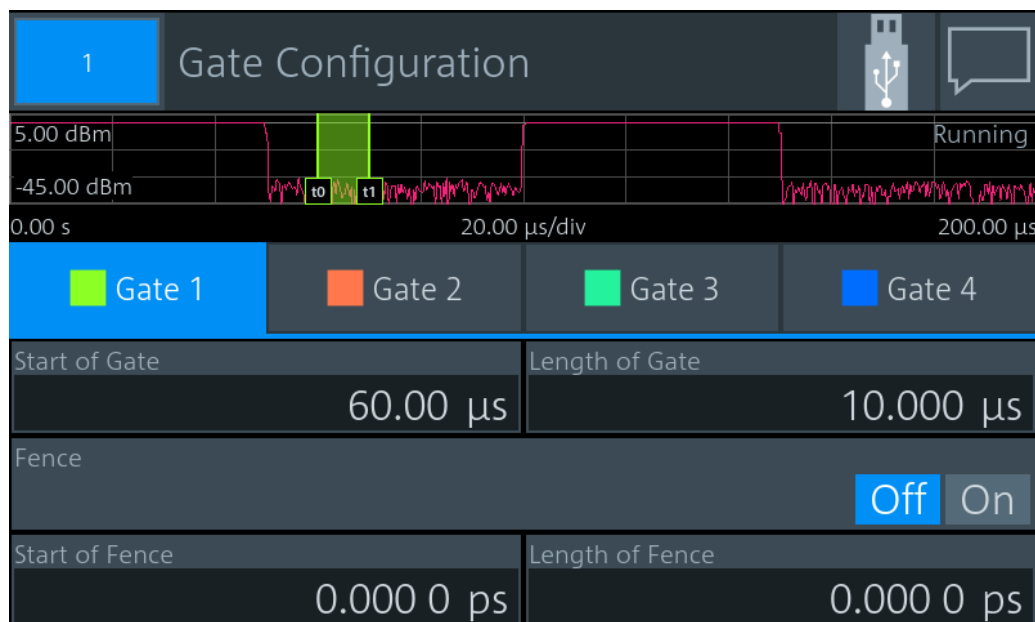 1 Gate Configuration
5.00 dBm Running
-45.00 dBm t0 t1
0.00 s 20.00 µs/div 200.00 µs
Gate 1 Gate 2 Gate 3 Gate 4
Start of Gate Length of Gate
60.00 µs 10.000 µs
Fence
Off On
Start of Fence Length of Fence
0.000 0 ps 0.000 0 ps